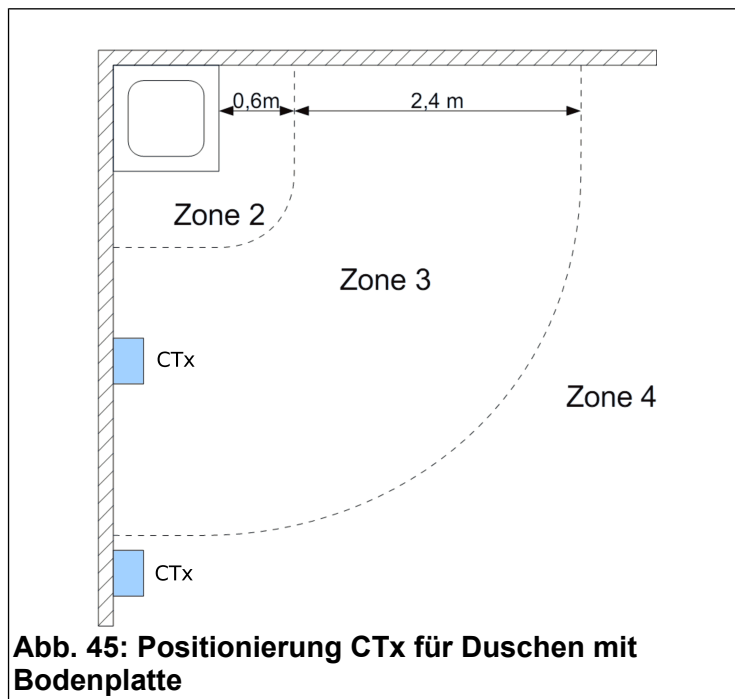 0,6m
2,4 m
Zone 2
Zone 3
CTx
Zone 4
CTx
Abb. 45: Positionierung CTx für Duschen mit
Bodenplatte